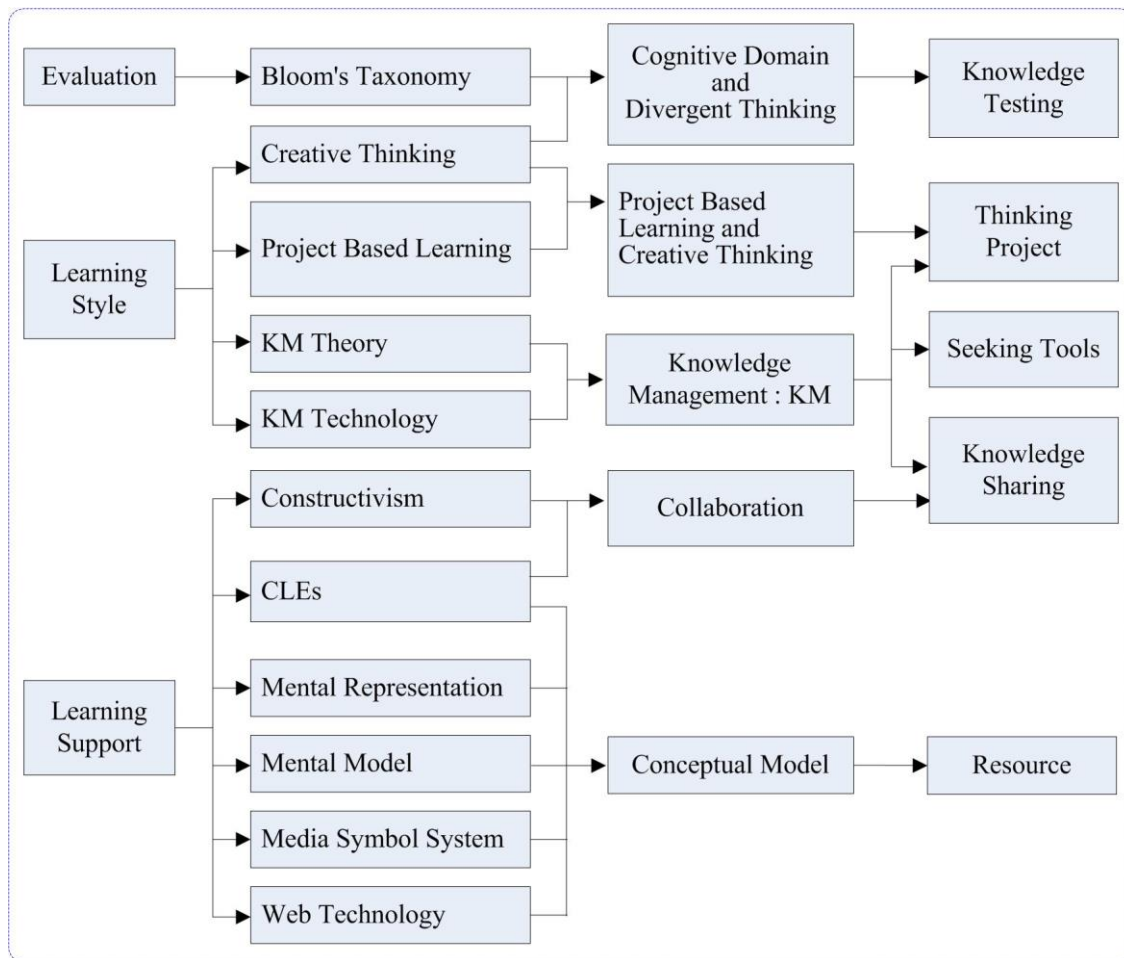 Evaluation
Bloom's Taxonomy
Cognitive Domain
and
Divergent Thinking
Knowledge
Testing
Creative Thinking
Project Based Learning
Project Based
Learning and
Creative Thinking
Thinking
Project
Learning
Style
KM Theory
KM Technology
Knowledge
Management : KM
Seeking Tools
Knowledge
Sharing
Constructivism
Collaboration
CLEs
Learning
Support
Mental Representation
Mental Model
Conceptual Model
Resource
Media Symbol System
Web Technology